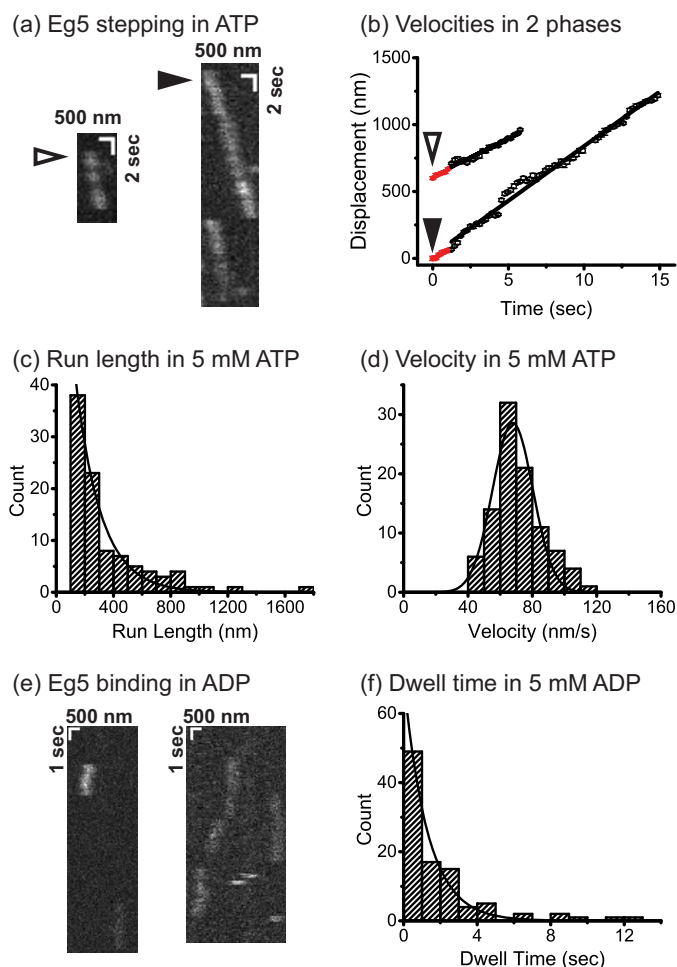 (a) Eg5 stepping in ATP
500 nm
2 sec
500 nm
2 sec
(b) Velocities in 2 phases
1500
1000
500
0
Displacement (nm)
0 5 10 15
Time (sec)
(c) Run length in 5 mM ATP
40
30
20
10
0
Count
0 400 800 1200 1600
Run Length (nm)
(d) Velocity in 5 mM ATP
30
20
10
0
Count
0 40 80 120 160
Velocity (nm/s)
(e) Eg5 binding in ADP
500 nm
1 sec
500 nm
1 sec
(f) Dwell time in 5 mM ADP
60
40
20
0
Count
0 4 8 12
Dwell Time (sec)